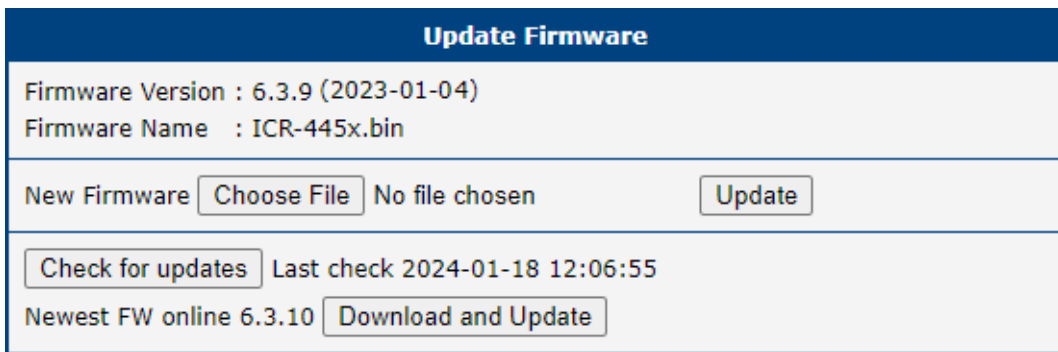 Update Firmware
Firmware Version : 6.3.9 (2023-01-04)
Firmware Name : ICR-445x.bin
New Firmware Choose File No file chosen Update
Check for updates Last check 2024-01-18 12:06:55
Newest FW online 6.3.10 Download and Update